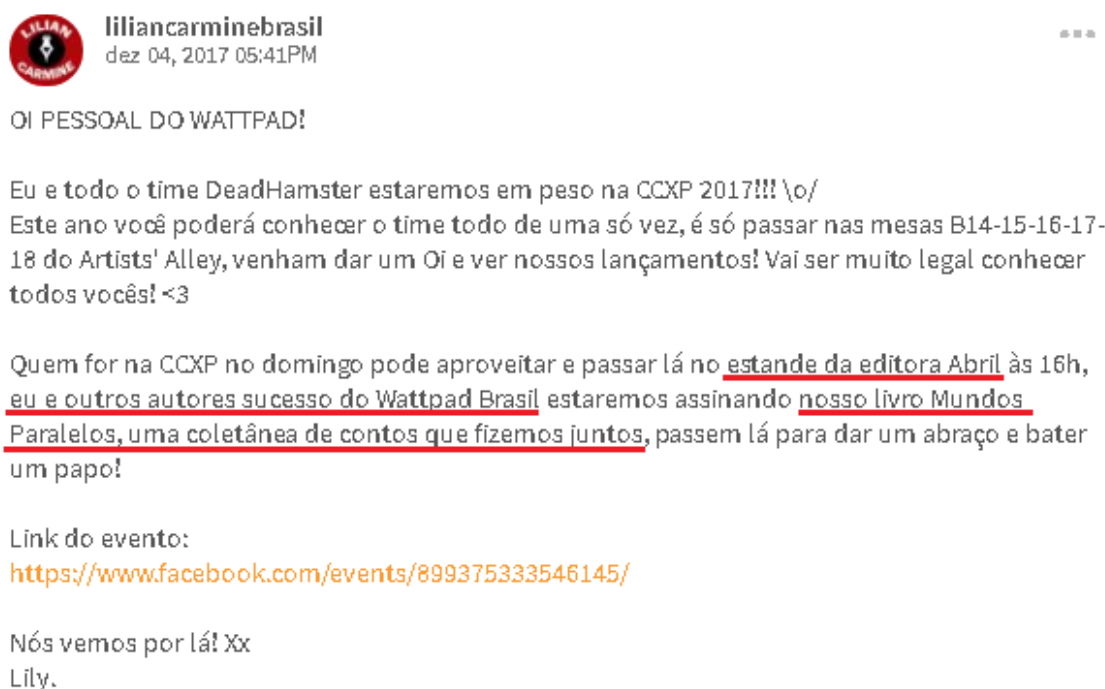 LILIAN
CARMINE
liliancarminebrasil
dez 04, 2017 05:41PM
OI PESSOAL DO WATTPAD!
Eu e todo o time DeadHamster estaremos em peso na CCXP 2017!!! \o/
Este ano você poderá conhecer o time todo de uma só vez, é só passar nas mesas B14-15-16-17-
18 do Artists' Alley, venham dar um Oi e ver nossos lançamentos! Vai ser muito legal conhecer
todos vocês! <3
Quem for na CCXP no domingo pode aproveitar e passar lá no estande da editora Abril às 16h,
eu e outros autores sucesso do Wattpad Brasil estaremos assinando nosso livro Mundos
Paralelos, uma coletânea de contos que fizemos juntos, passem lá para dar um abraço e bater
um papo!
Link do evento:
https://www.facebook.com/events/899375333546145/
Nós vemos por lá! Xx
Lily.